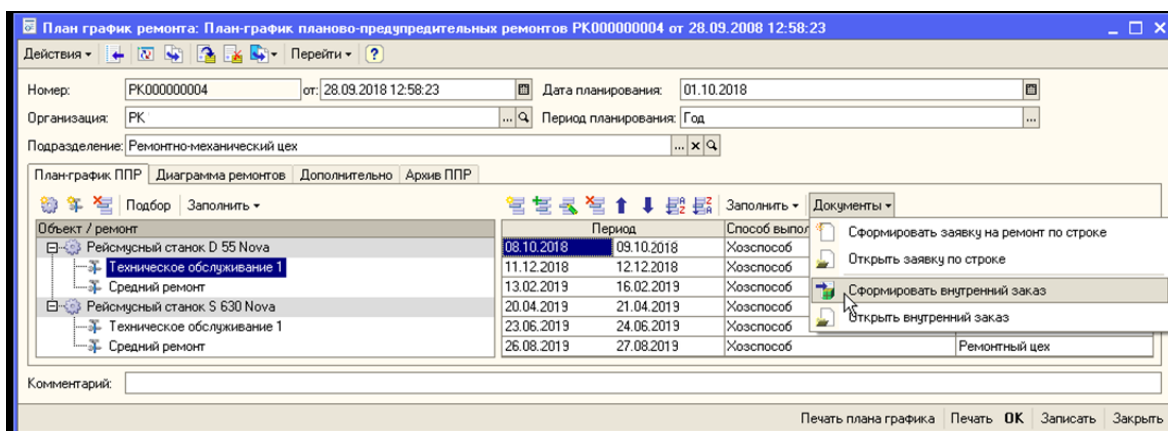 План график ремонта: План-график планово-предупредительных ремонтов РК000000004 от 28.09.2008 12:58:23
Действия Перейти ?
Номер: РК000000004 от: 28.09.2018 12:58:23 Дата планирования: 01.10.2018
Организация: РК ... Период планирования: Год ...
Подразделение: Ремонтно-механический цех ... x
План-график ППР Диаграмма ремонтов Дополнительно Архив ППР
Подбор Заполнить Заполнить Документы
Объект / ремонт Период Способ выпол
Сформировать заявку на ремонт по строке
Рейсмусный станок D 55 Nova 08.10.2018 09.10.2018 Хозспособ
Открыть заявку по строке
Техническое обслуживание 1 11.12.2018 12.12.2018 Хозспособ
Средний ремонт 13.02.2019 16.02.2019 Хозспособ
Сформировать внутренний заказ
Рейсмусный станок S 630 Nova 20.04.2019 21.04.2019 Хозспособ
Открыть внутренний заказ
Техническое обслуживание 1 23.06.2019 24.06.2019 Хозспособ
Средний ремонт 26.08.2019 27.08.2019 Хозспособ Ремонтный цех
Комментарий:
Печать плана графика Печать OK Записать Закрыть